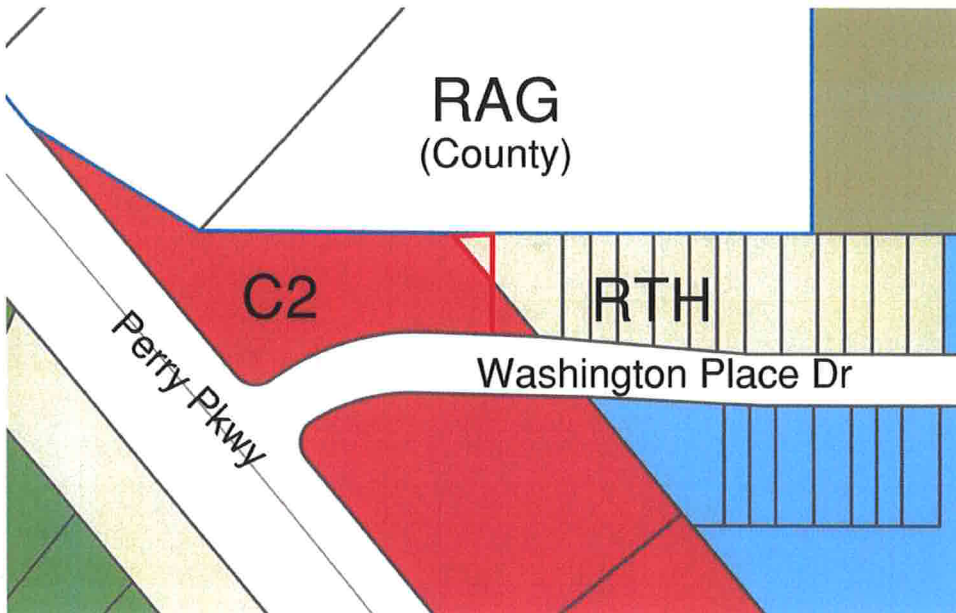 RAG
(County)
C2
RTH
Perry Pkwy
Washington Place Dr